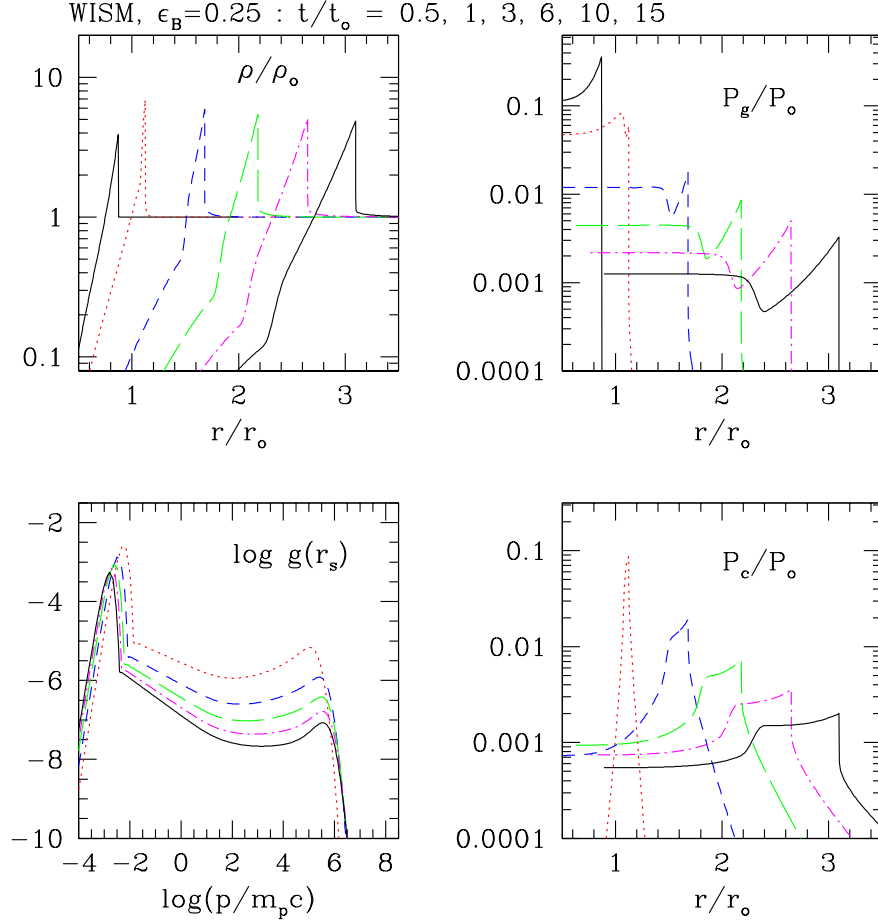 WISM, ϵ_B=0.25 : t/t_o = 0.5, 1, 3, 6, 10, 15
ρ/ρ_o
10
1
0.1
1 2 3
r/r_o
P_g/P_o
0.1
0.01
0.001
0.0001
1 2 3
r/r_o
log g(r_s)
−2
−4
−6
−8
−10
−4 −2 0 2 4 6 8
log(p/m_pc)
P_c/P_o
0.1
0.01
0.001
0.0001
1 2 3
r/r_o